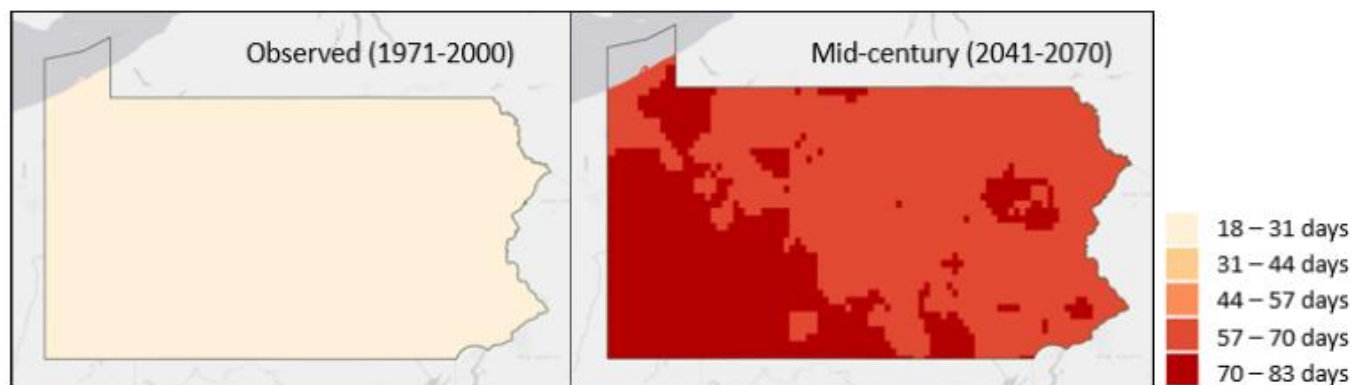 Observed (1971-2000)
Mid-century (2041-2070)
18 – 31 days
31 – 44 days
44 – 57 days
57 – 70 days
70 – 83 days